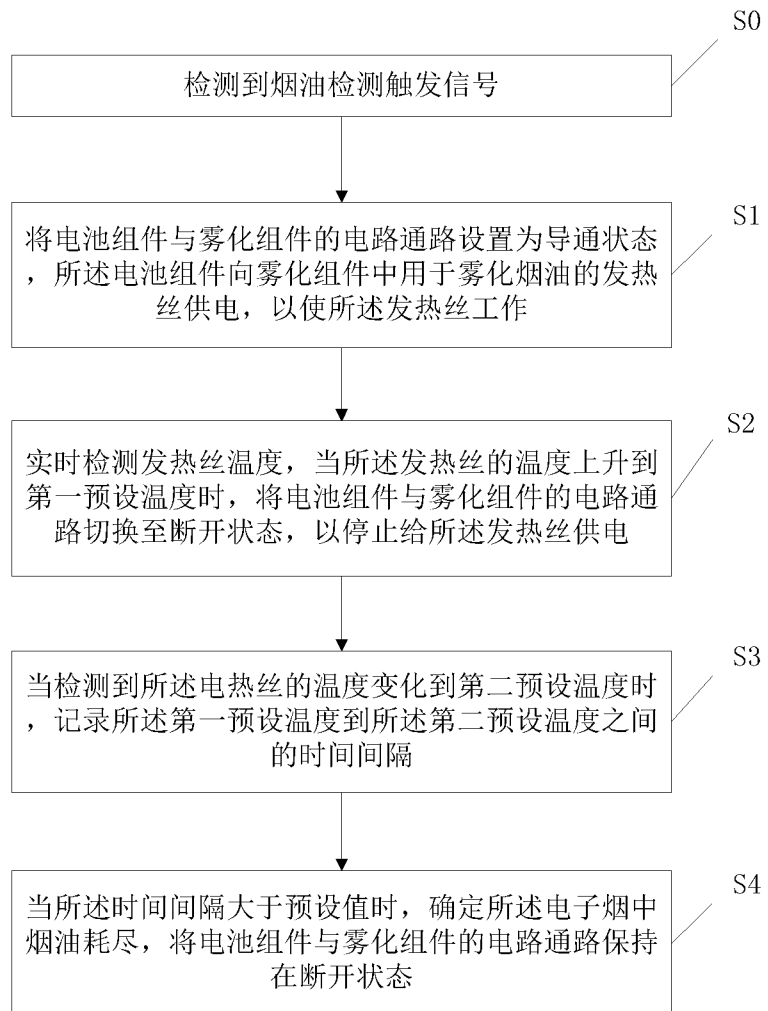 S0
检测到烟油检测触发信号
S1
将电池组件与雾化组件的电路通路设置为导通状态
，所述电池组件向雾化组件中用于雾化烟油的发热
丝供电，以使所述发热丝工作
S2
实时检测发热丝温度，当所述发热丝的温度上升到
第一预设温度时，将电池组件与雾化组件的电路通
路切换至断开状态，以停止给所述发热丝供电
S3
当检测到所述电热丝的温度变化到第二预设温度时
，记录所述第一预设温度到所述第二预设温度之间
的时间间隔
S4
当所述时间间隔大于预设值时，确定所述电子烟中
烟油耗尽，将电池组件与雾化组件的电路通路保持
在断开状态